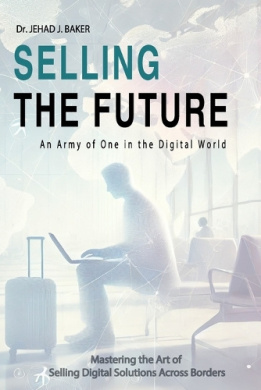 Dr. JEHAD J. BAKER
SELLING
THE FUTURE
An Army of One in the Digital World
Mastering the Art of
Selling Digital Solutions Across Borders